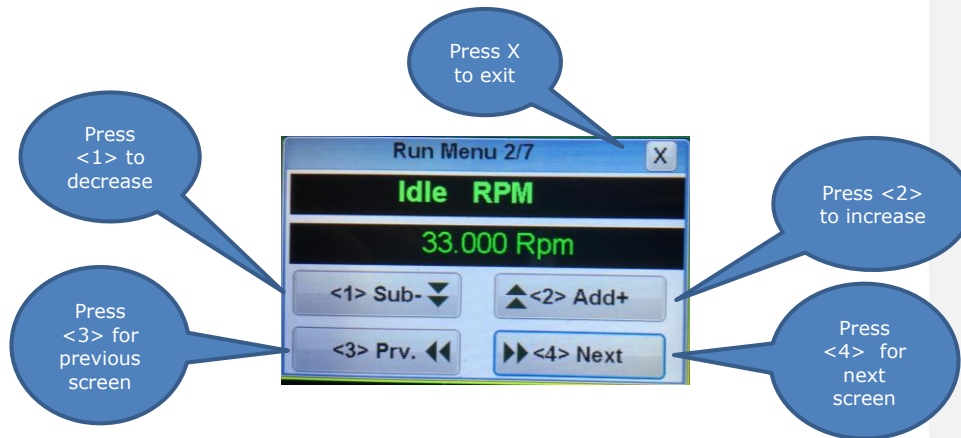 Press X
to exit
Press
<1> to
decrease
Run Menu 2/7
X
Idle RPM
Press <2>
to increase
33.000 Rpm
<1> Sub-
<2> Add+
Press
<3> for
previous
screen
<3> Prv.
<4> Next
Press
<4> for
next
screen